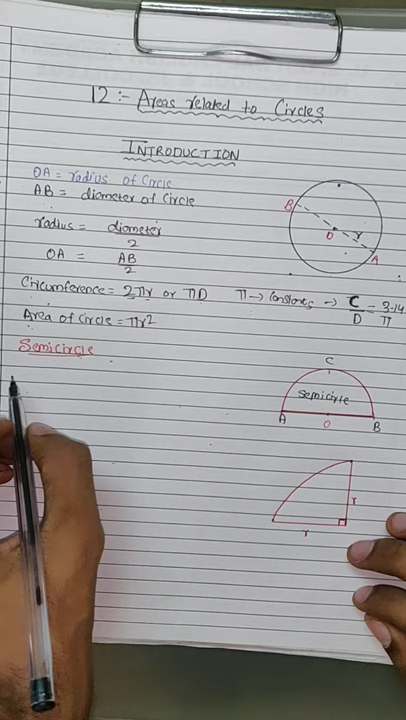 12 :- Areas related to Circles
INTRODUCTION
OA = radius of Circle
AB = diameter of Circle
radius = diameter
2
OA = AB
2
B
O
r
A
Circumference = 2πr or πD π → Constant → C = 3.14
D π
Area of Circle = πr²
Semicircle
C
Semicircle
A O B
r
r